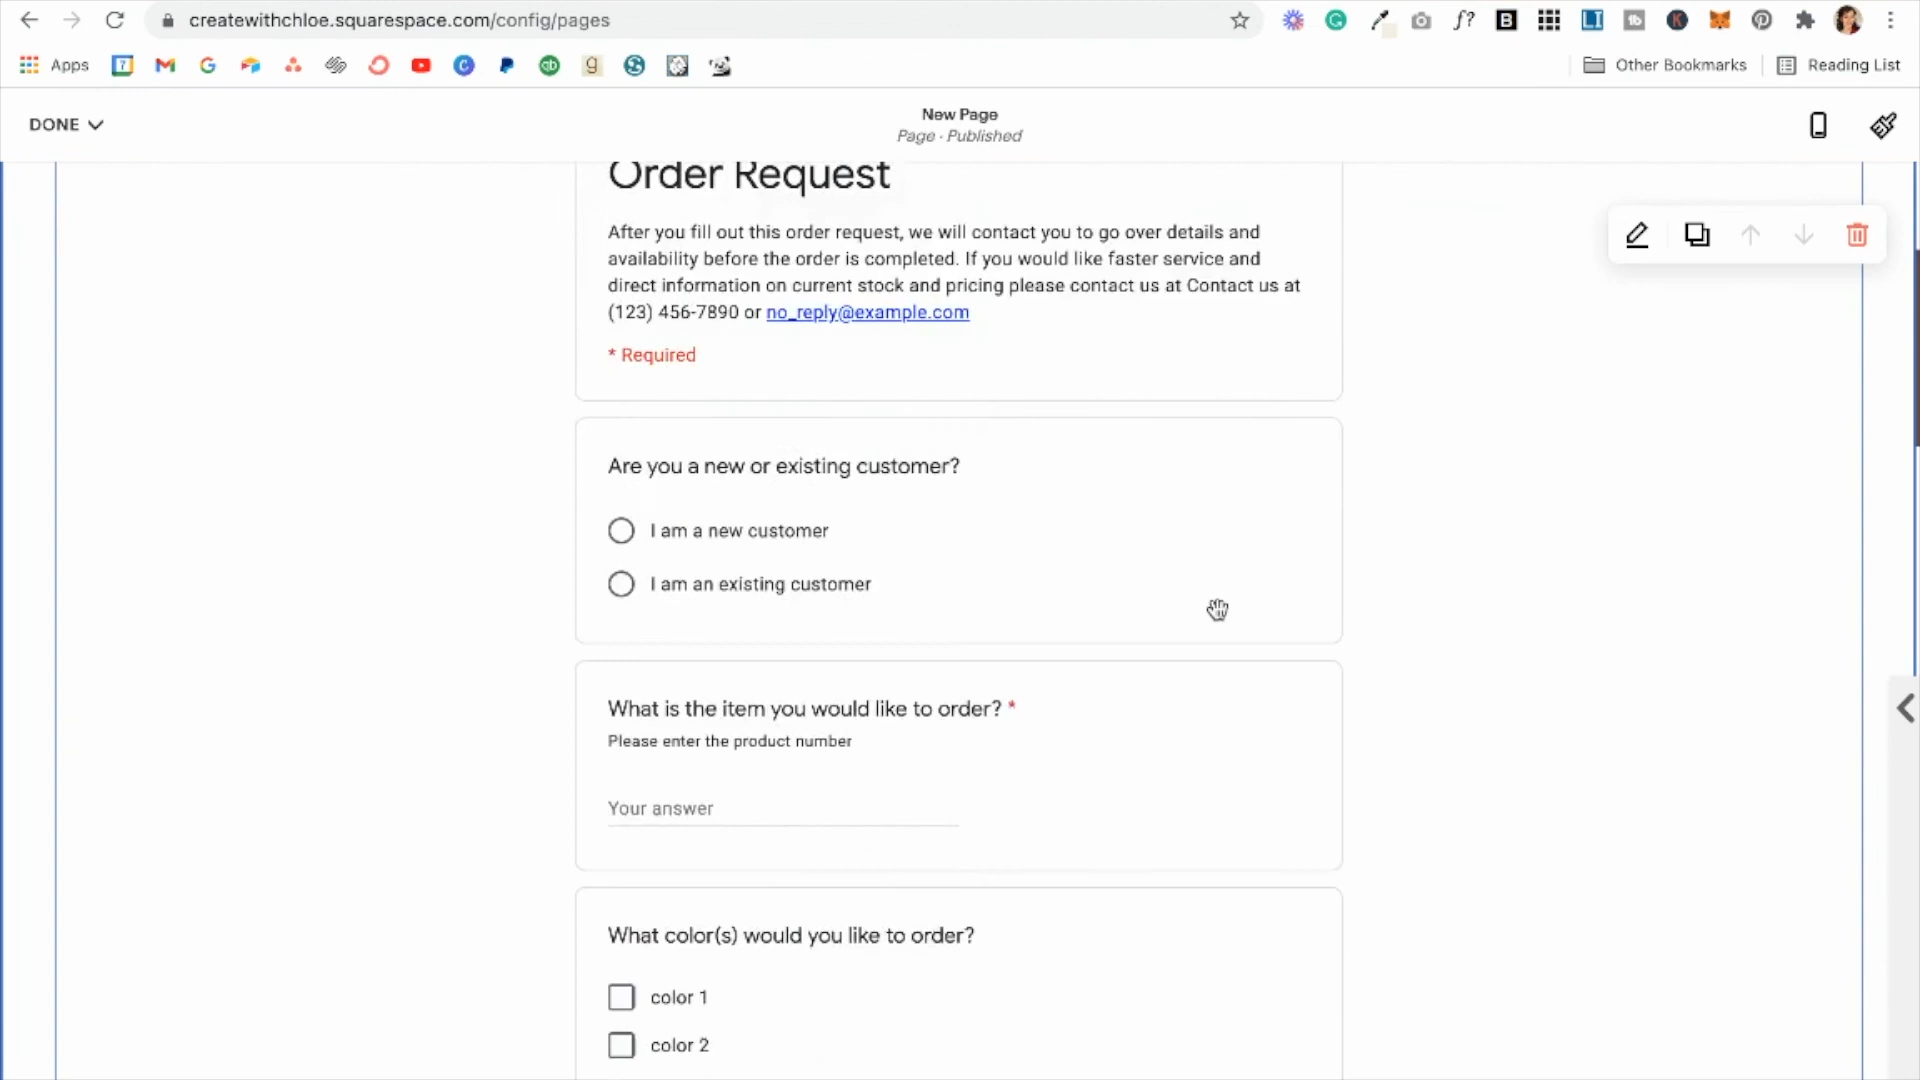 createwithchloe.squarespace.com/config/pages
Apps
Other Bookmarks
Reading List
DONE
New Page
Page · Published
Order Request
After you fill out this order request, we will contact you to go over details and
availability before the order is completed. If you would like faster service and
direct information on current stock and pricing please contact us at Contact us at
(123) 456-7890 or no_reply@example.com
* Required
Are you a new or existing customer?
I am a new customer
I am an existing customer
What is the item you would like to order? *
Please enter the product number
Your answer
What color(s) would you like to order?
color 1
color 2